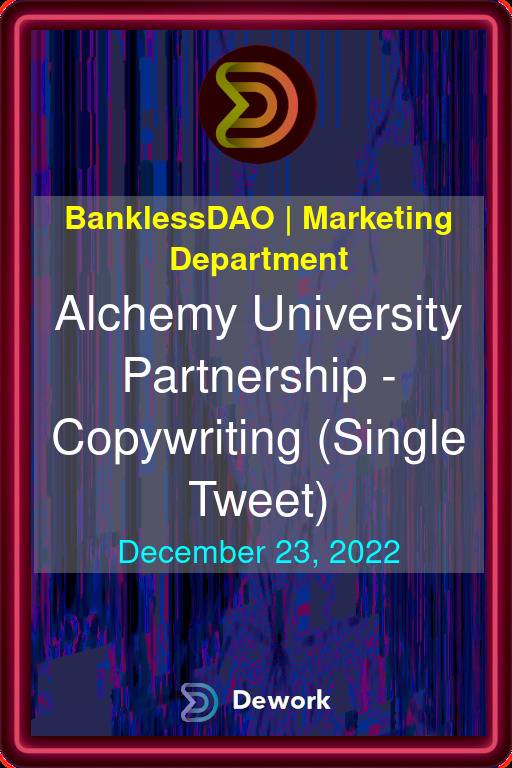 BanklessDAO | Marketing
Department
Alchemy University
Partnership -
Copywriting (Single
Tweet)
December 23, 2022
Dework